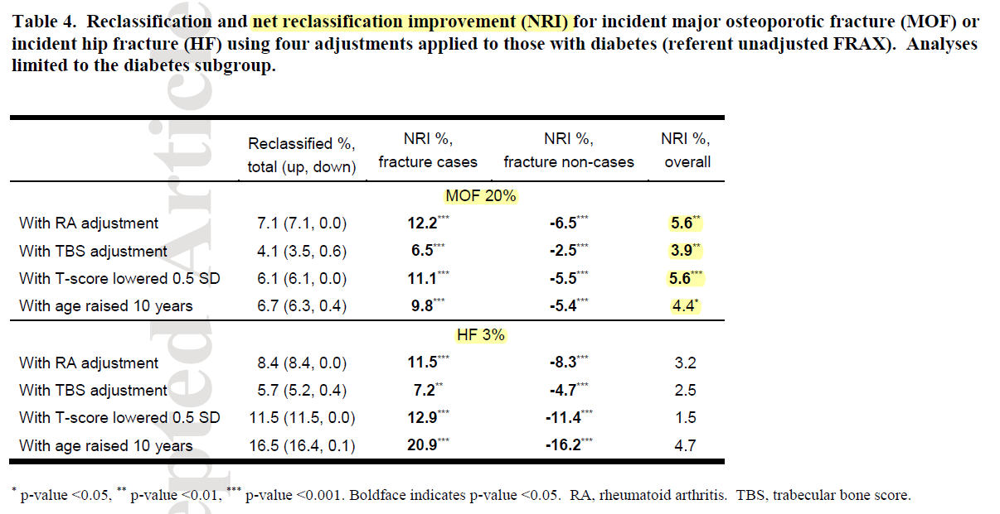 Table 4. Reclassification and net reclassification improvement (NRI) for incident major osteoporotic fracture (MOF) or
incident hip fracture (HF) using four adjustments applied to those with diabetes (referent unadjusted FRAX). Analyses
limited to the diabetes subgroup.
Reclassified %, total (up, down) NRI %, fracture cases NRI %, fracture non-cases NRI %, overall
MOF 20%
With RA adjustment 7.1 (7.1, 0.0) 12.2*** -6.5*** 5.6**
With TBS adjustment 4.1 (3.5, 0.6) 6.5*** -2.5*** 3.9**
With T-score lowered 0.5 SD 6.1 (6.1, 0.0) 11.1*** -5.5*** 5.6***
With age raised 10 years 6.7 (6.3, 0.4) 9.8*** -5.4*** 4.4*
HF 3%
With RA adjustment 8.4 (8.4, 0.0) 11.5*** -8.3*** 3.2
With TBS adjustment 5.7 (5.2, 0.4) 7.2** -4.7*** 2.5
With T-score lowered 0.5 SD 11.5 (11.5, 0.0) 12.9*** -11.4*** 1.5
With age raised 10 years 16.5 (16.4, 0.1) 20.9*** -16.2*** 4.7
* p-value <0.05, ** p-value <0.01, *** p-value <0.001. Boldface indicates p-value <0.05. RA, rheumatoid arthritis. TBS, trabecular bone score.
epted Article